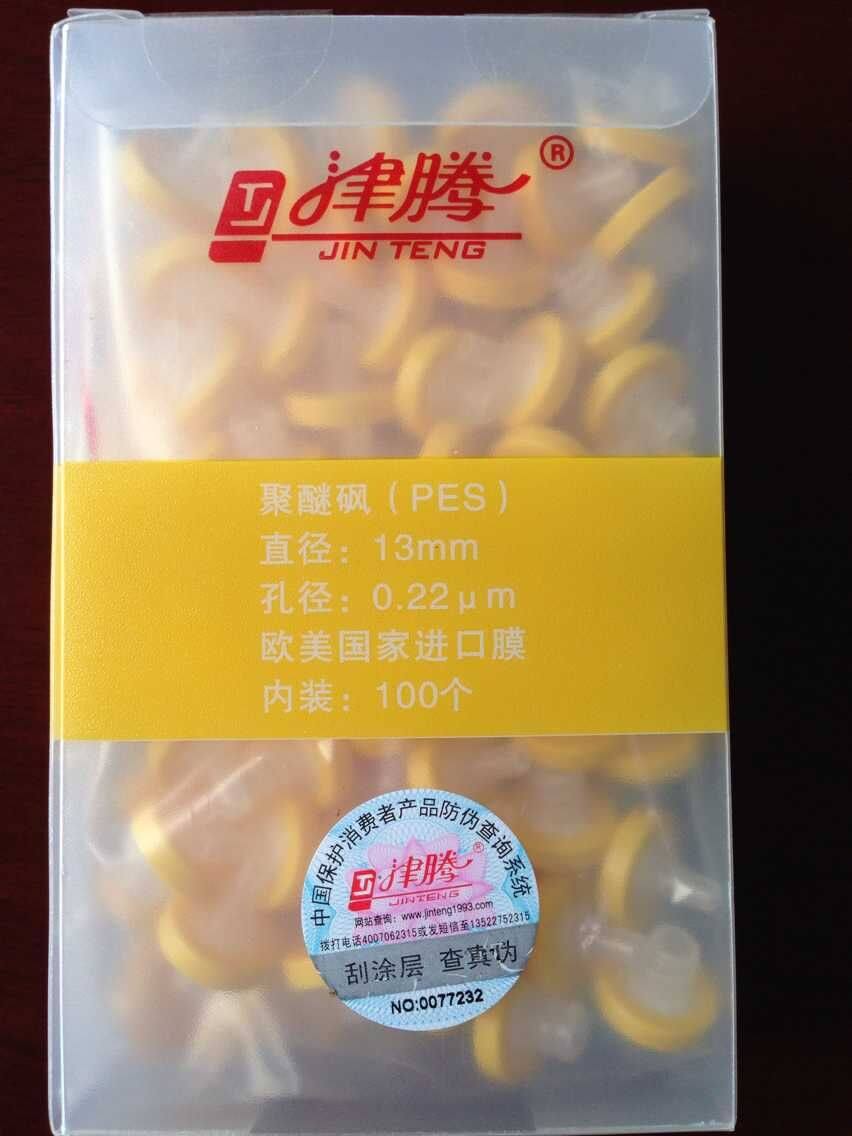 津腾®
JIN TENG
聚醚砜（PES）
直径：13mm
孔径：0.22μm
欧美国家进口膜
内装：100个
中国保护消费者产品防伪查询系统
津腾®
JINTENG
网站查询：www.jinteng1993.com
拨打电话4007062315或发短信至13522752315
刮涂层 查真伪
NO:0077232